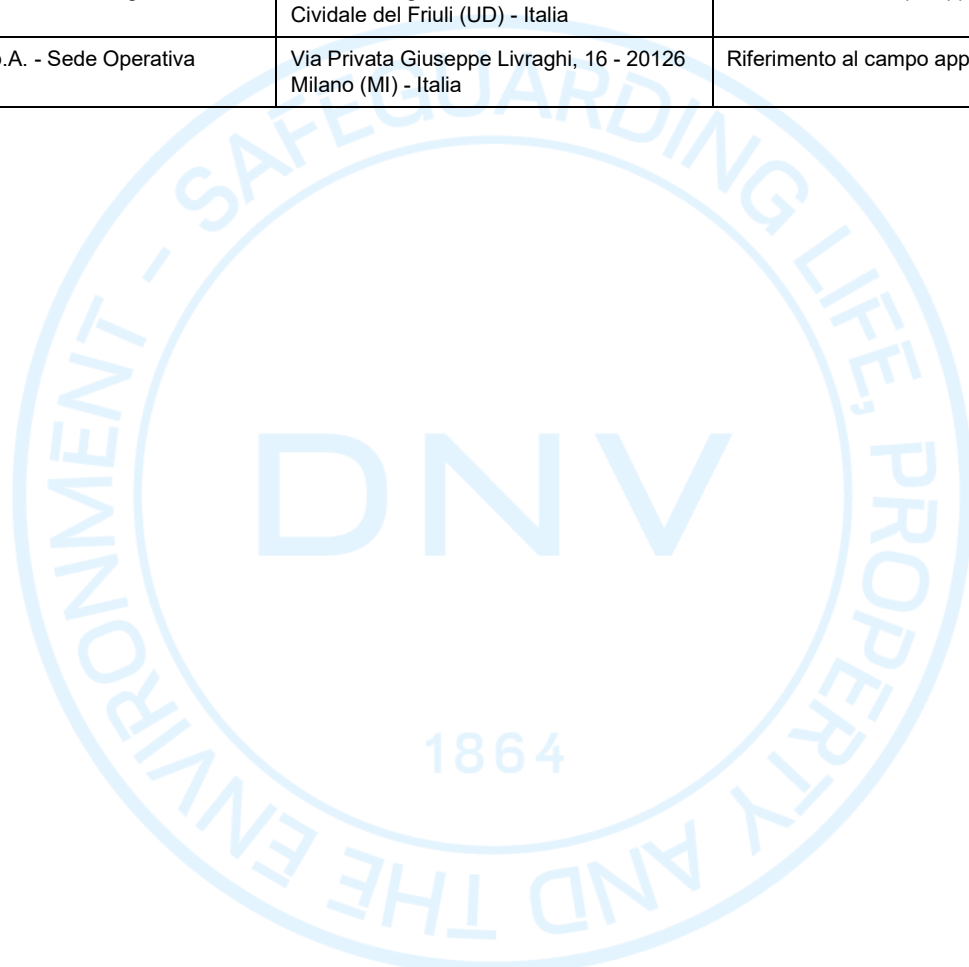 Cividale del Friuli (UD) - Italia
.A. - Sede Operativa
Via Privata Giuseppe Livraghi, 16 - 20126
Milano (MI) - Italia
Riferimento al campo app
SAFEGUARDING LIFE, PROPERTY AND THE ENVIRONMENT -
DNV
1864